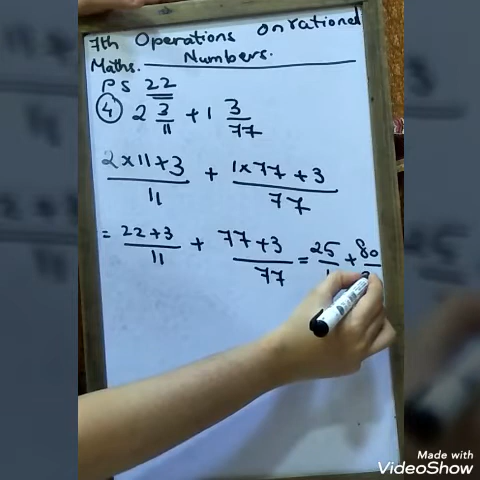 7th Operations on rational
Maths. Numbers.
PS 22
④ 2 3/11 + 1 3/77
2×11+3/11 + 1×77+3/77
= 22+3/11 + 77+3/77 = 25/1 + 80
Made with
VideoShow